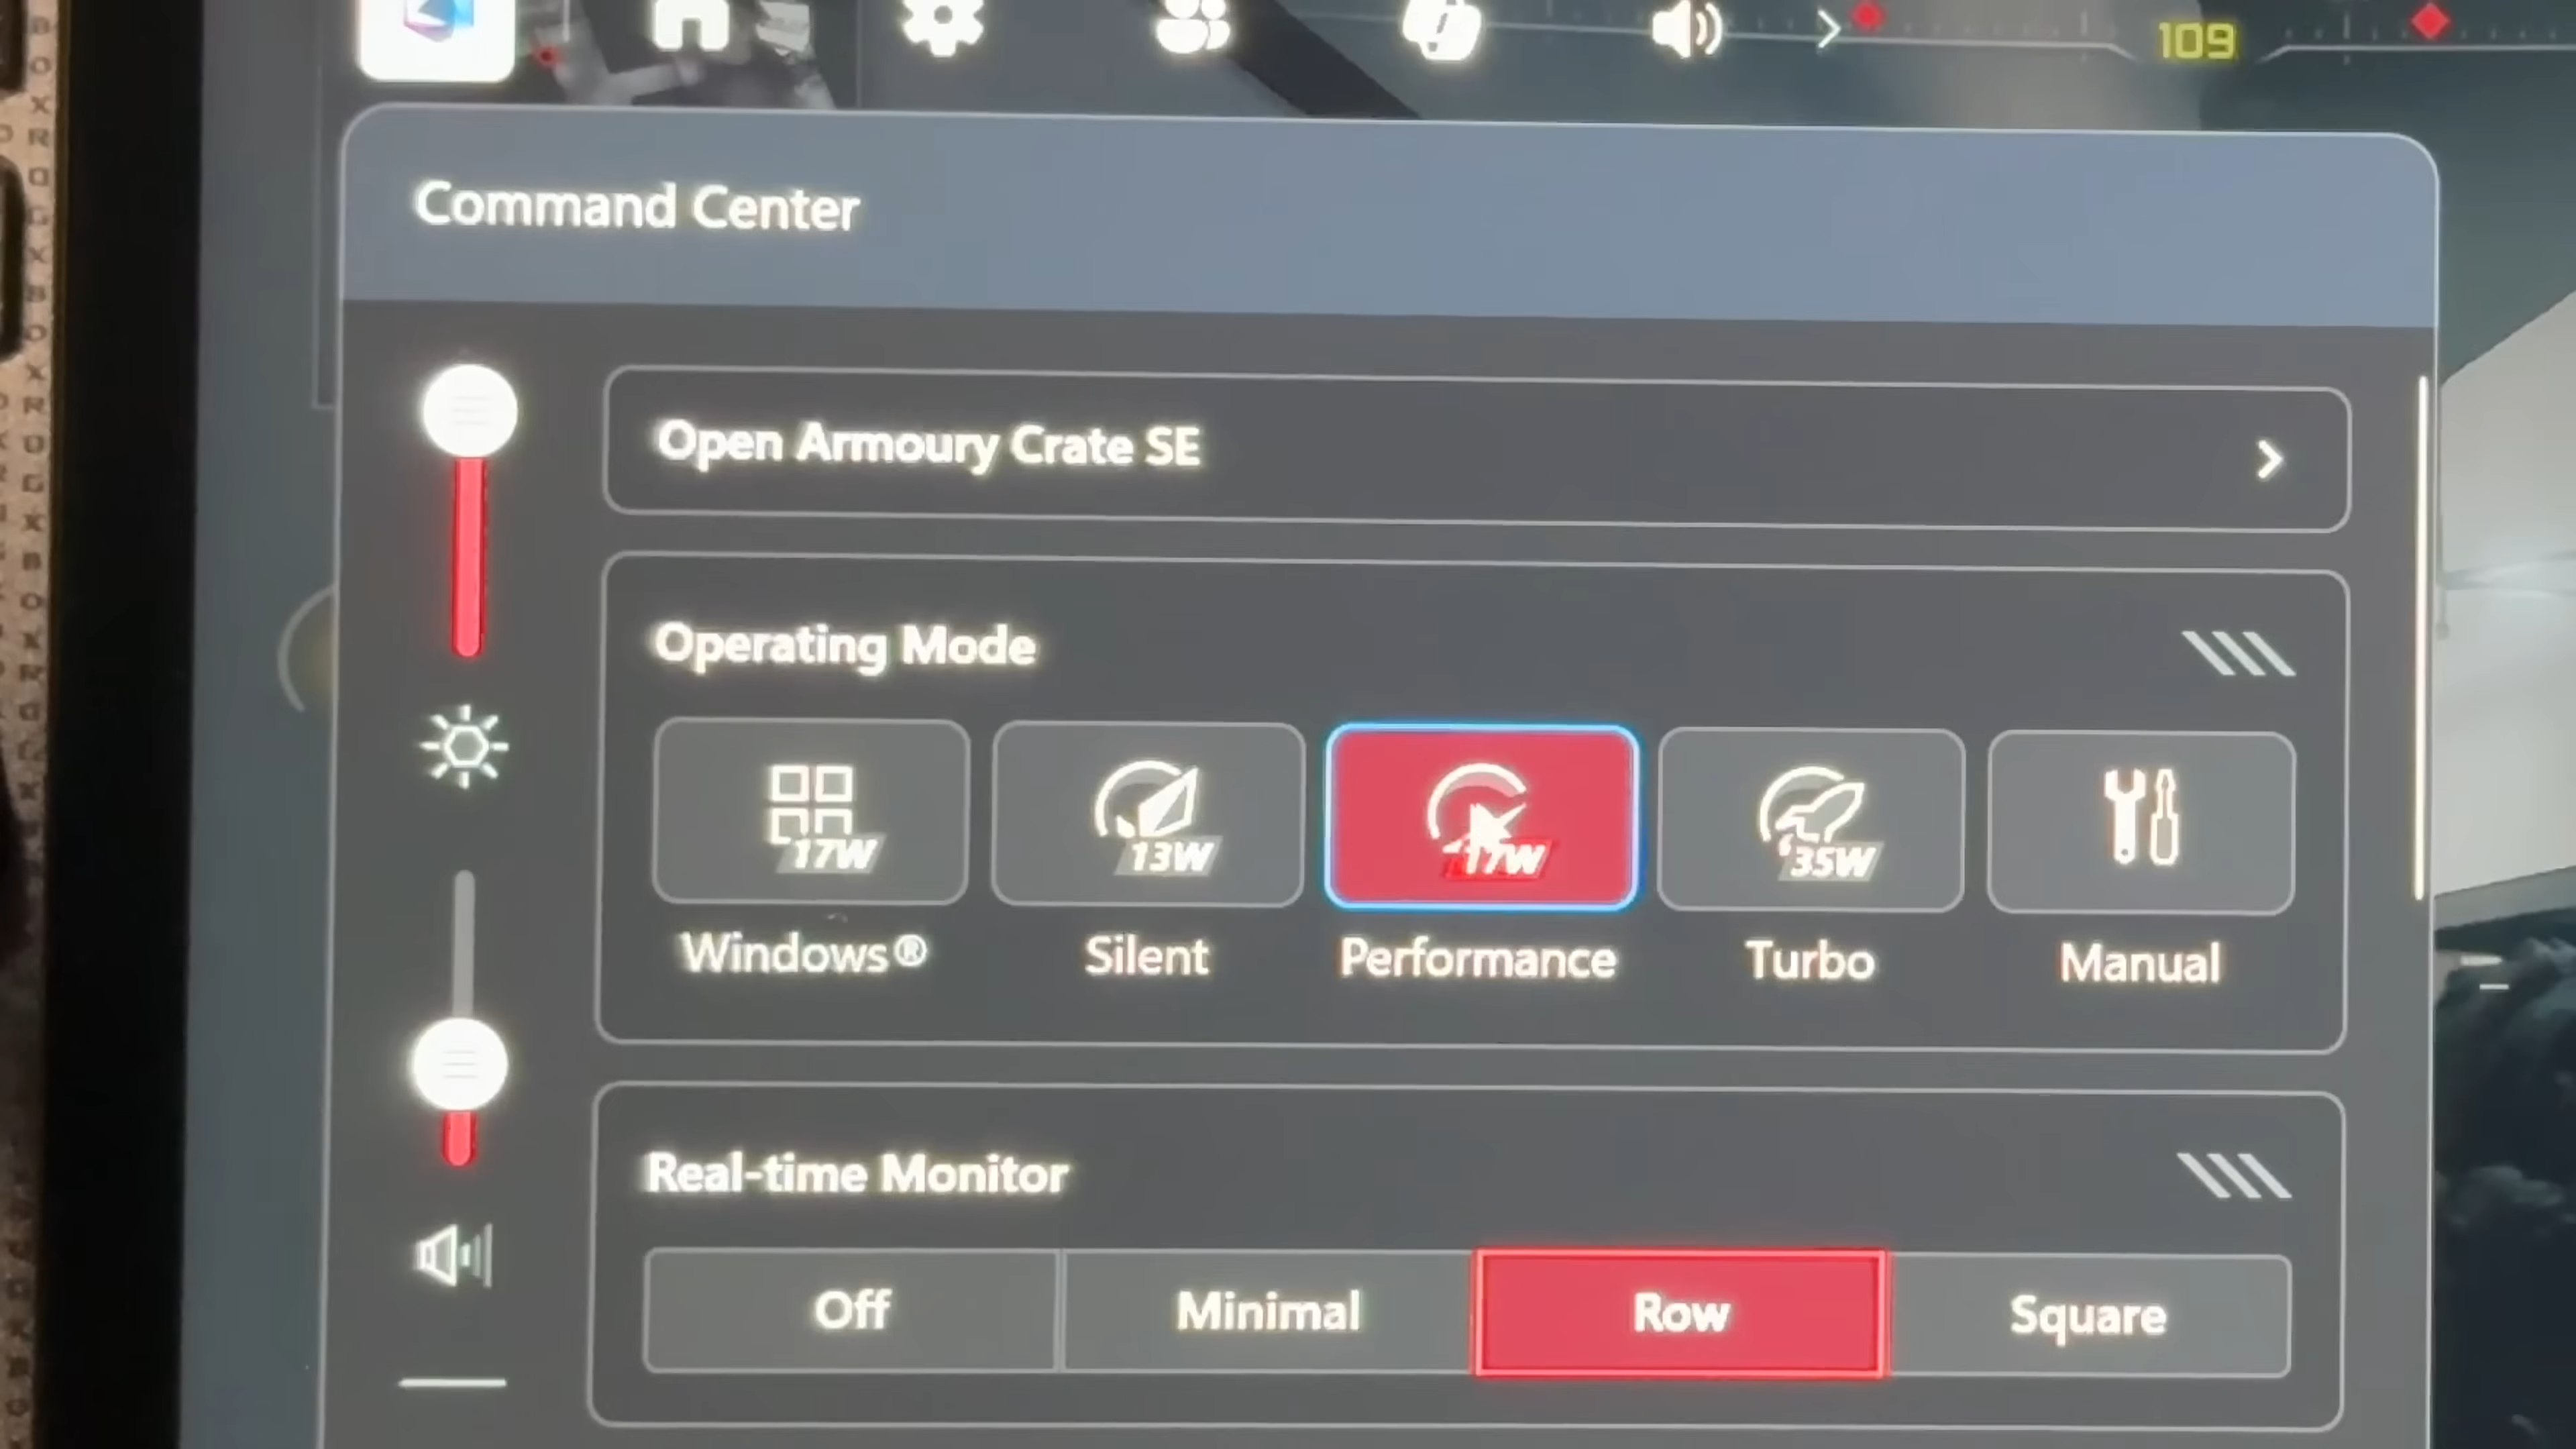 109
Command Center
Open Armoury Crate SE
Operating Mode
17W
13W
17W
35W
Windows®
Silent
Performance
Turbo
Manual
Real-time Monitor
Off
Minimal
Row
Square